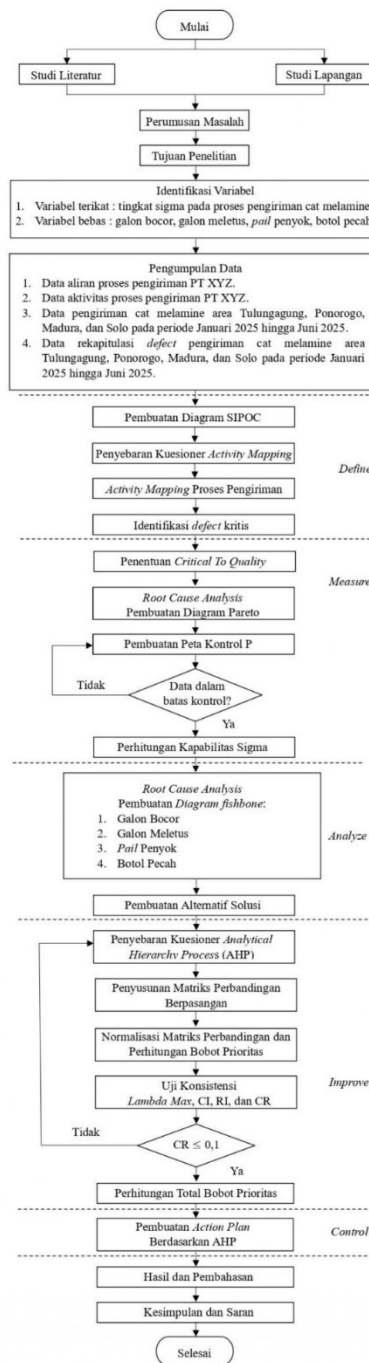 Mulai
Studi Literatur
Studi Lapangan
Perumusan Masalah
Tujuan Penelitian
Identifikasi Variabel
1. Variabel terikat : tingkat sigma pada proses pengiriman cat melamine.
2. Variabel bebas : galon bocor, galon meletus, pail penyok, botol pecah
Pengumpulan Data
1. Data aliran proses pengiriman PT XYZ.
2. Data aktivitas proses pengiriman PT XYZ.
3. Data pengiriman cat melamine area Tulungagung, Ponorogo,
Madura, dan Solo pada periode Januari 2025 hingga Juni 2025.
4. Data rekapitulasi defect pengiriman cat melamine area
Tulungagung, Ponorogo, Madura, dan Solo pada periode Januari
2025 hingga Juni 2025.
Pembuatan Diagram SIPOC
Penyebaran Kuesioner Activity Mapping
Define
Activity Mapping Proses Pengiriman
Identifikasi defect kritis
Penentuan Critical To Quality
Measure
Root Cause Analysis
Pembuatan Diagram Pareto
Pembuatan Peta Kontrol P
Tidak
Data dalam
batas kontrol?
Ya
Perhitungan Kapabilitas Sigma
Root Cause Analysis
Pembuatan Diagram fishbone:
1. Galon Bocor
2. Galon Meletus
3. Pail Penyok
4. Botol Pecah
Analyze
Pembuatan Alternatif Solusi
Penyebaran Kuesioner Analytical
Hierarchy Process (AHP)
Penyusunan Matriks Perbandingan
Berpasangan
Normalisasi Matriks Perbandingan dan
Perhitungan Bobot Prioritas
Uji Konsistensi
Lambda Max, CI, RI, dan CR
Improve
Tidak
CR ≤ 0,1
Ya
Perhitungan Total Bobot Prioritas
Pembuatan Action Plan
Berdasarkan AHP
Control
Hasil dan Pembahasan
Kesimpulan dan Saran
Selesai